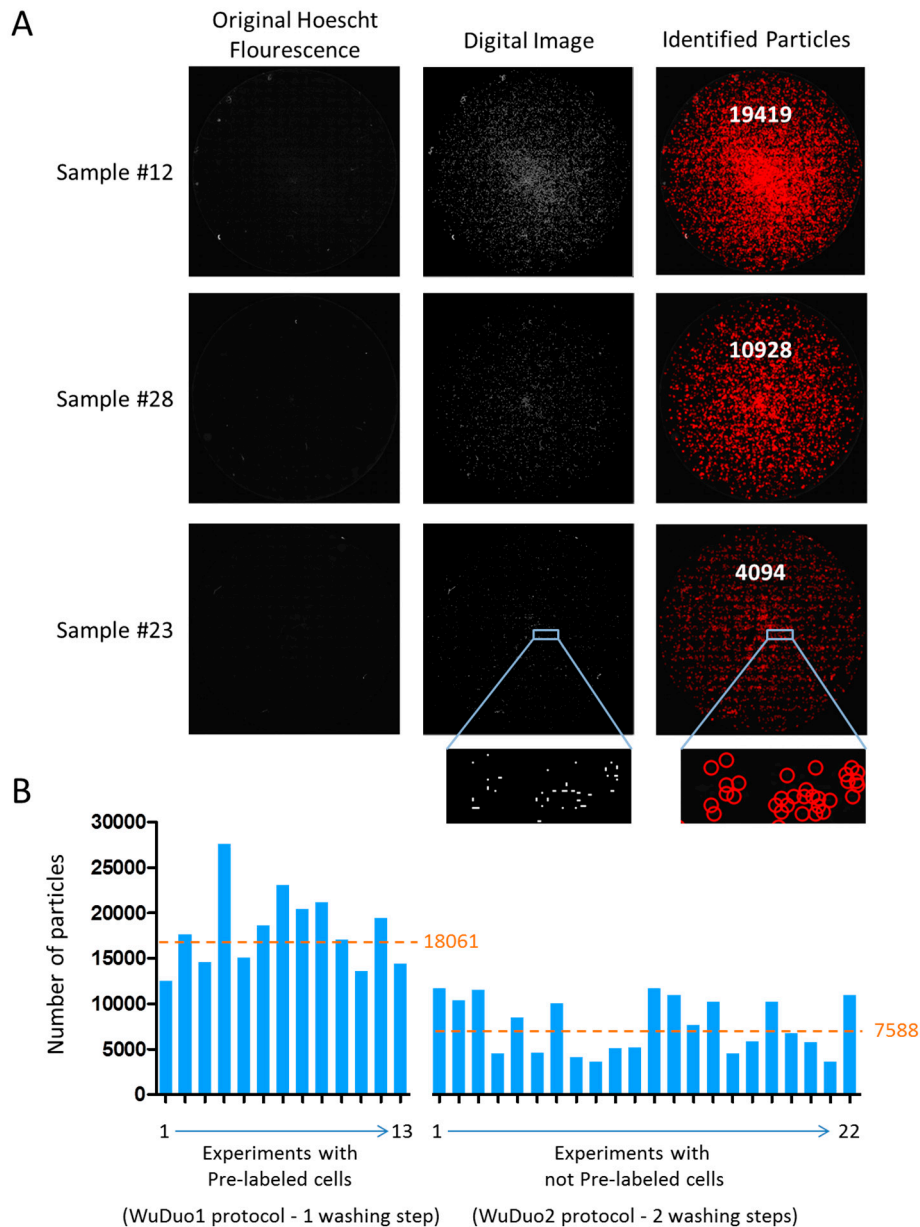 A
Original Hoescht
Flourescence
Digital Image
Identified Particles
Sample #12
19419
Sample #28
10928
Sample #23
4094
B
Number of particles
30000
25000
20000
15000
10000
5000
0
18061
7588
1
13
1
22
Experiments with
Pre-labeled cells
Experiments with
not Pre-labeled cells
(WuDuo1 protocol - 1 washing step)
(WuDuo2 protocol - 2 washing steps)